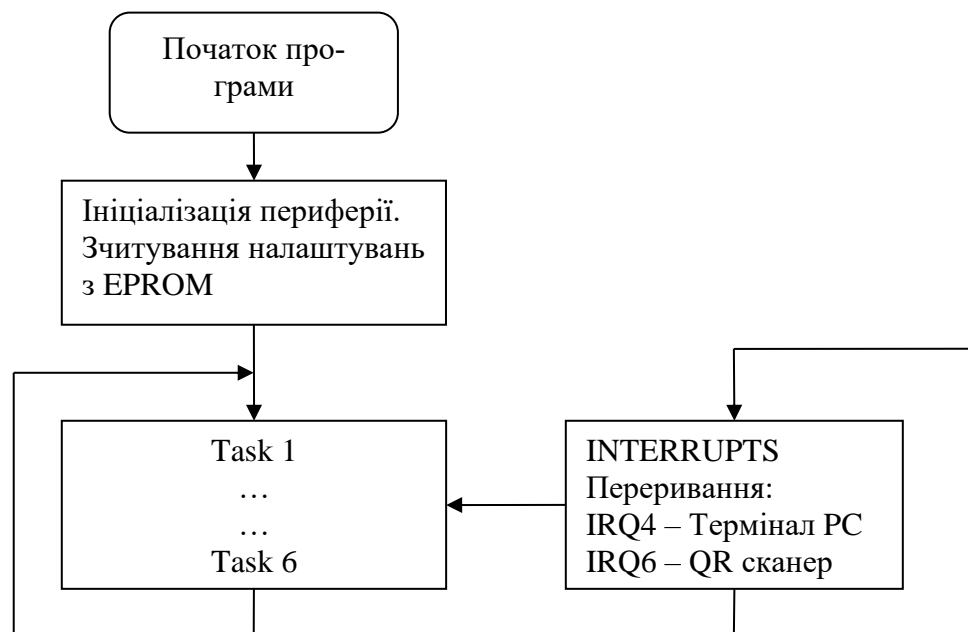 Початок про-
грами
Ініціалізація периферії.
Зчитування налаштувань
з EPROM
Task 1
…
…
Task 6
INTERRUPTS
Переривання:
IRQ4 – Термінал PC
IRQ6 – QR сканер